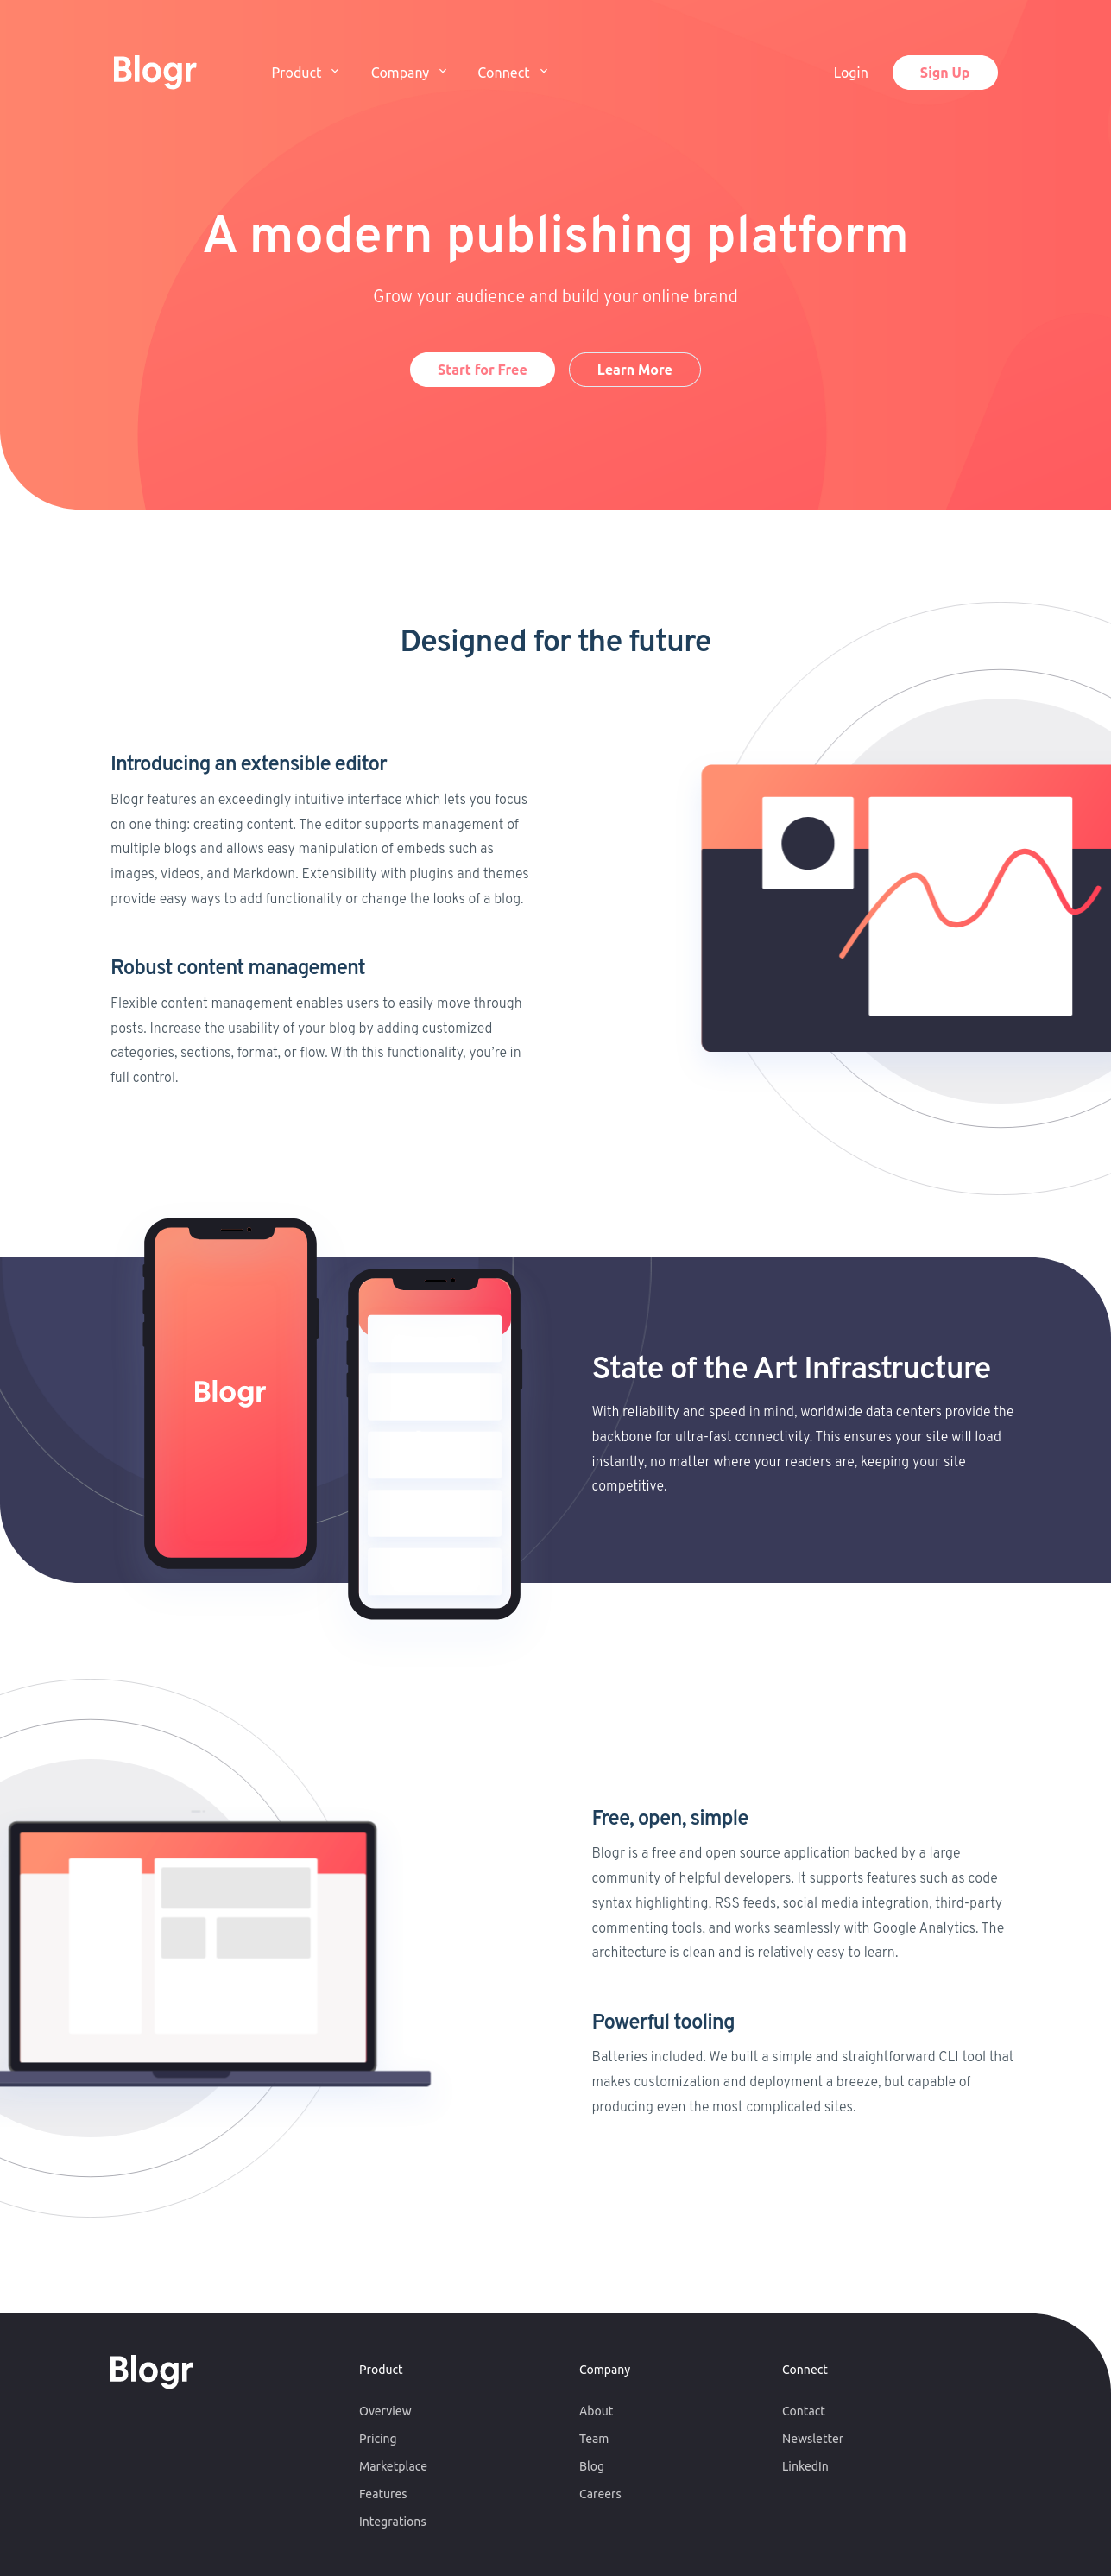 Blogr
Product
Company
Connect
Login
Sign Up
A modern publishing platform
Grow your audience and build your online brand
Start for Free
Learn More
Designed for the future
Introducing an extensible editor
Blogr features an exceedingly intuitive interface which lets you focus
on one thing: creating content. The editor supports management of
multiple blogs and allows easy manipulation of embeds such as
images, videos, and Markdown. Extensibility with plugins and themes
provide easy ways to add functionality or change the looks of a blog.
Robust content management
Flexible content management enables users to easily move through
posts. Increase the usability of your blog by adding customized
categories, sections, format, or flow. With this functionality, you're in
full control.
Blogr
State of the Art Infrastructure
With reliability and speed in mind, worldwide data centers provide the
backbone for ultra-fast connectivity. This ensures your site will load
instantly, no matter where your readers are, keeping your site
competitive.
Free, open, simple
Blogr is a free and open source application backed by a large
community of helpful developers. It supports features such as code
syntax highlighting, RSS feeds, social media integration, third-party
commenting tools, and works seamlessly with Google Analytics. The
architecture is clean and is relatively easy to learn.
Powerful tooling
Batteries included. We built a simple and straightforward CLI tool that
makes customization and deployment a breeze, but capable of
producing even the most complicated sites.
Blogr
Product
Overview
Pricing
Marketplace
Features
Integrations
Company
About
Team
Blog
Careers
Connect
Contact
Newsletter
LinkedIn